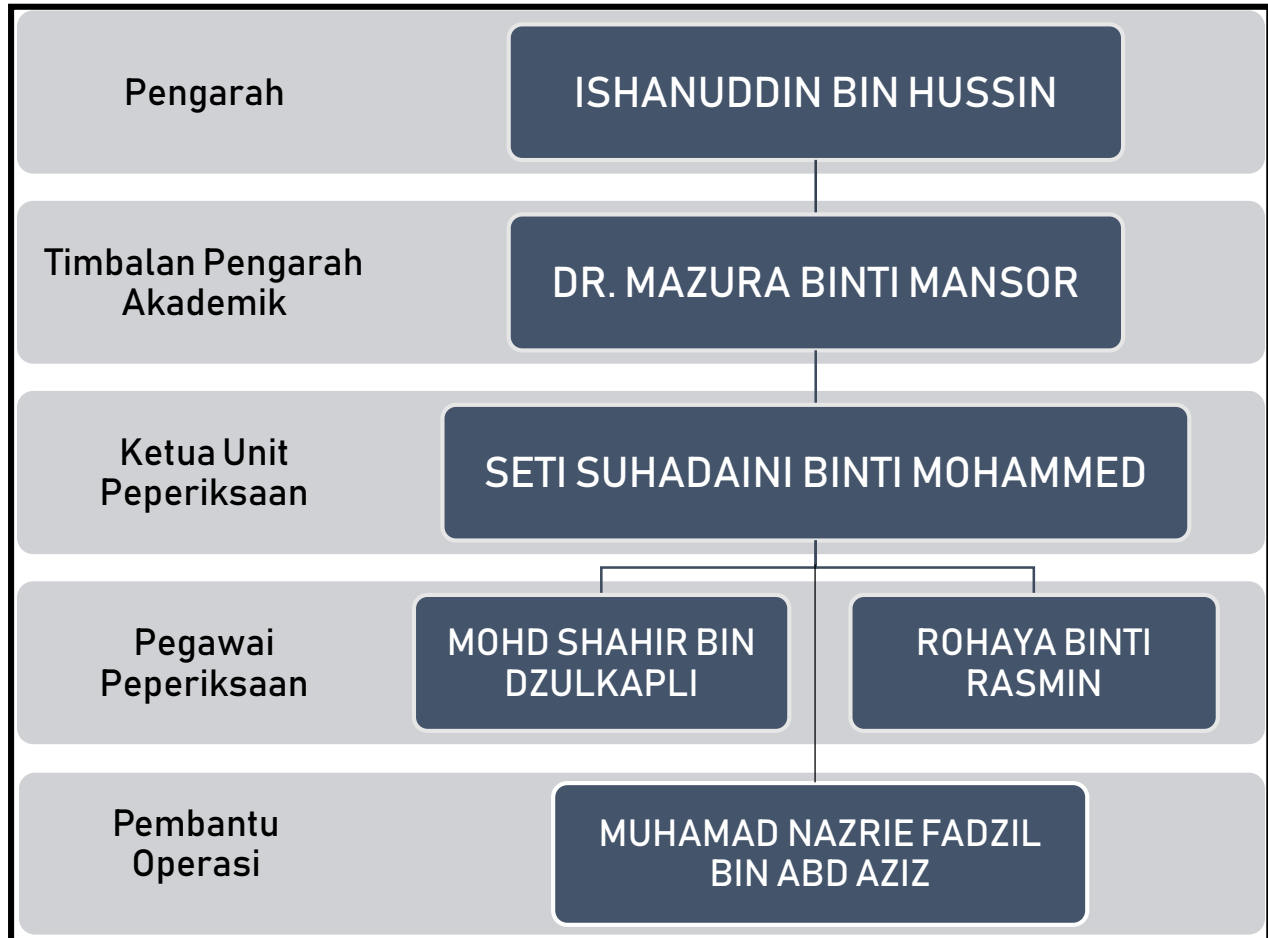 Pengarah
ISHANUDDIN BIN HUSSIN
Timbalan Pengarah
Akademik
DR. MAZURA BINTI MANSOR
Ketua Unit
Peperiksaan
SETI SUHADAINI BINTI MOHAMMED
Pegawai
Peperiksaan
MOHD SHAHIR BIN
DZULKAPLI
ROHAYA BINTI
RASMIN
Pembantu
Operasi
MUHAMAD NAZRIE FADZIL
BIN ABD AZIZ